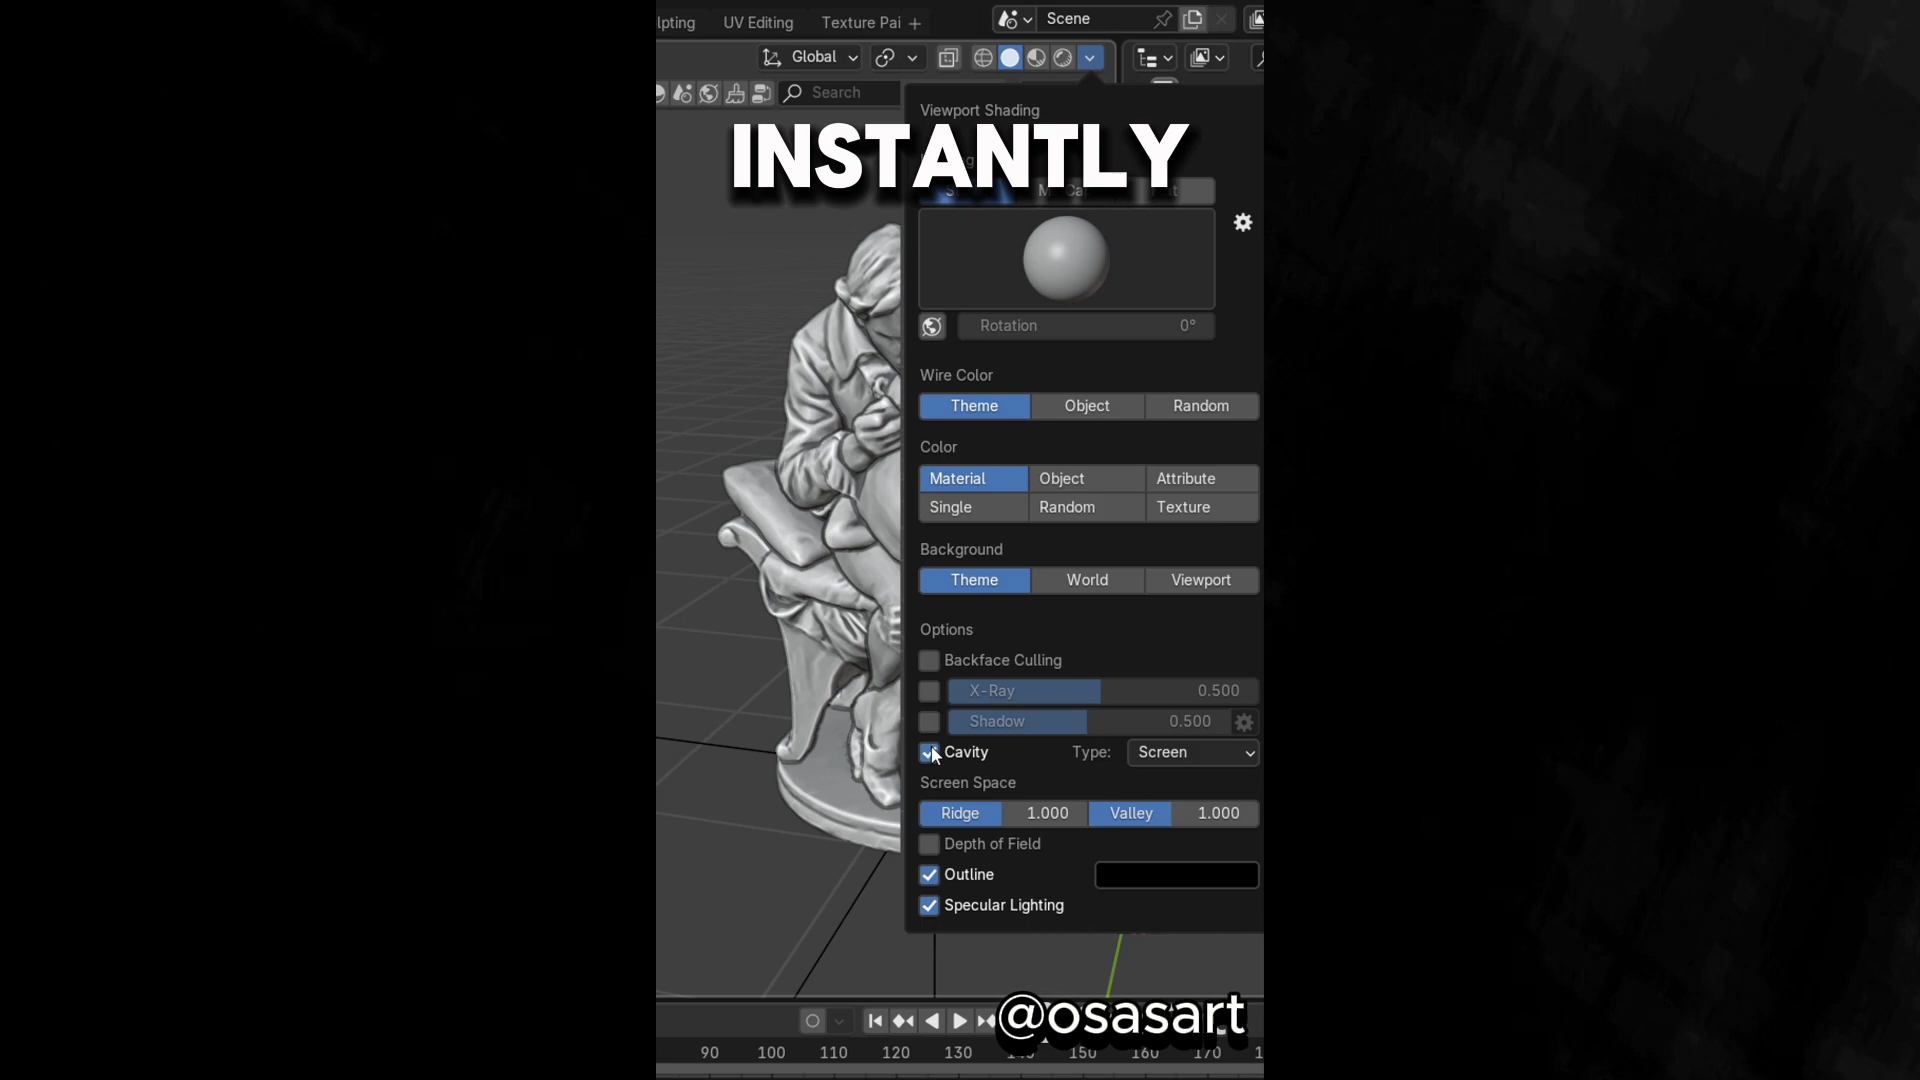 lpting UV Editing Texture Pai + Scene
Global
Search
Viewport Shading
INSTANTLY
Rotation 0°
Wire Color
Theme Object Random
Color
Material Object Attribute
Single Random Texture
Background
Theme World Viewport
Options
Backface Culling
X-Ray 0.500
Shadow 0.500
Cavity Type: Screen
Screen Space
Ridge 1.000 Valley 1.000
Depth of Field
Outline
Specular Lighting
@osasart
90 100 110 120 130 140 150 160 170